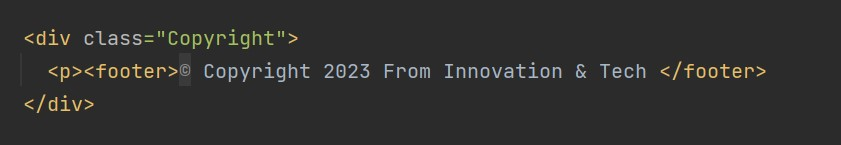 <div class="Copyright">
<p><footer>© Copyright 2023 From Innovation & Tech </footer>
</div>